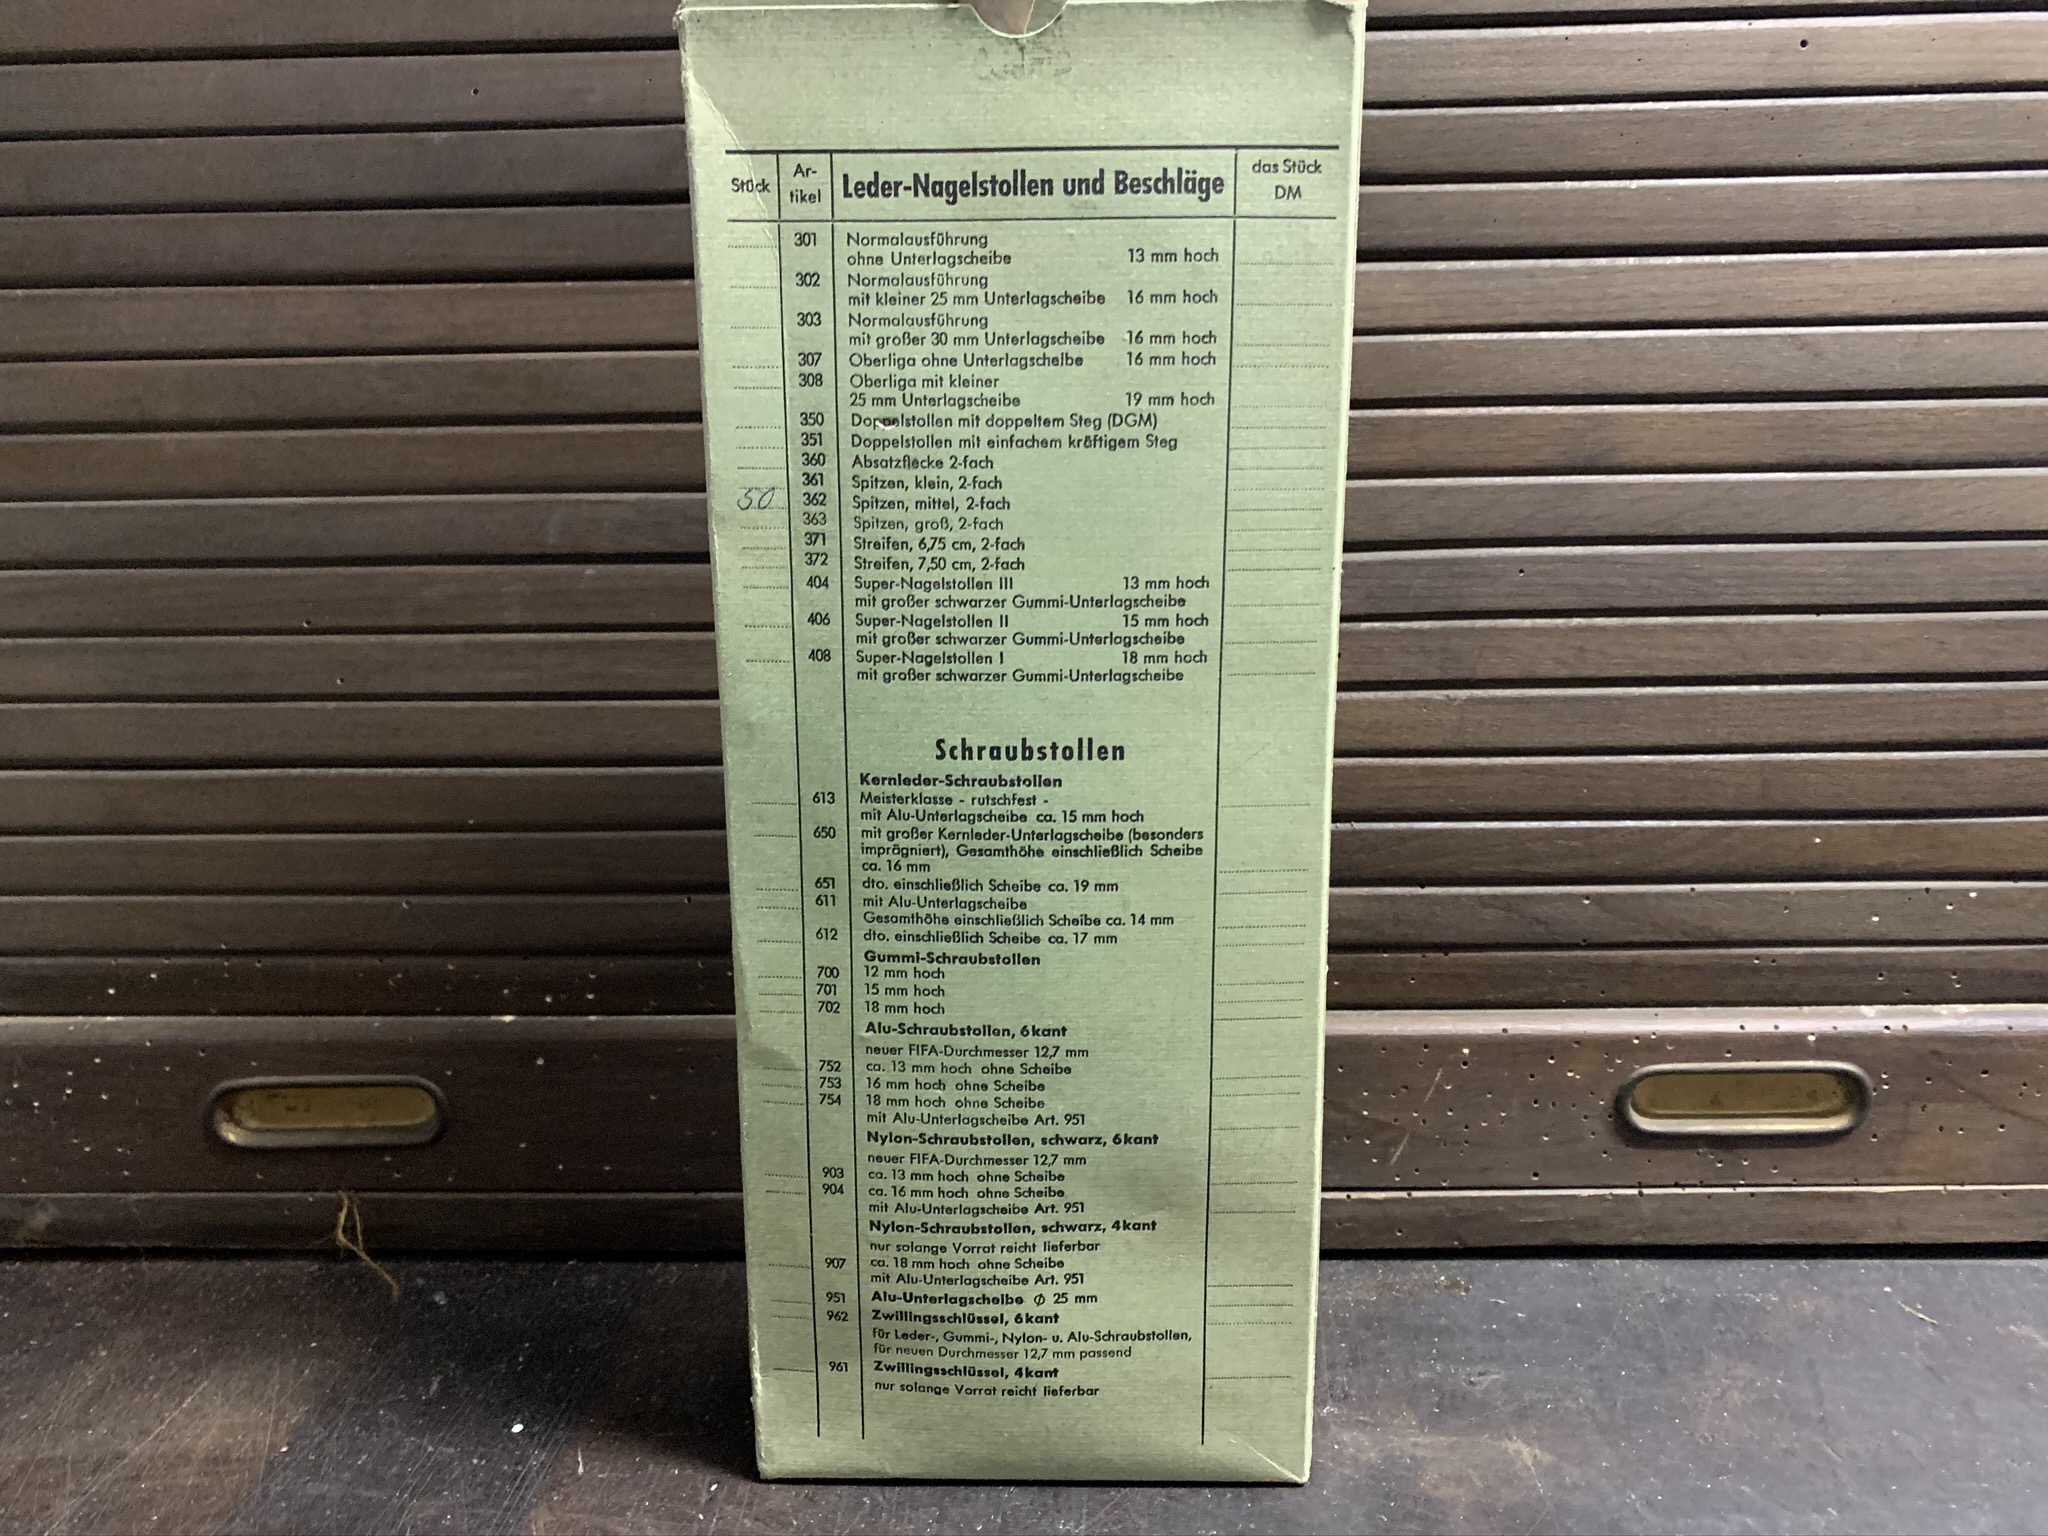 Stück
Ar-
tikel
Leder-Nagelstollen und Beschläge
das Stück
DM
301 Normalausführung
ohne Unterlagscheibe 13 mm hoch
302 Normalausführung
mit kleiner 25 mm Unterlagscheibe 16 mm hoch
303 Normalausführung
mit großer 30 mm Unterlagscheibe 16 mm hoch
307 Oberliga ohne Unterlagscheibe 16 mm hoch
308 Oberliga mit kleiner
25 mm Unterlagscheibe 19 mm hoch
350 Doppelstollen mit doppeltem Steg (DGM)
351 Doppelstollen mit einfachem kräftigem Steg
360 Absatzflecke 2-fach
361 Spitzen, klein, 2-fach
50 362 Spitzen, mittel, 2-fach
363 Spitzen, groß, 2-fach
371 Streifen, 6,75 cm, 2-fach
372 Streifen, 7,50 cm, 2-fach
404 Super-Nagelstollen III 13 mm hoch
mit großer schwarzer Gummi-Unterlagscheibe
406 Super-Nagelstollen II 15 mm hoch
mit großer schwarzer Gummi-Unterlagscheibe
408 Super-Nagelstollen I 18 mm hoch
mit großer schwarzer Gummi-Unterlagscheibe
Schraubstollen
Kernleder-Schraubstollen
613 Meisterklasse - rutschfest -
mit Alu-Unterlagscheibe ca. 15 mm hoch
650 mit großer Kernleder-Unterlagscheibe (besonders
imprägniert), Gesamthöhe einschließlich Scheibe
ca. 16 mm
651 dto. einschließlich Scheibe ca. 19 mm
611 mit Alu-Unterlagscheibe
Gesamthöhe einschließlich Scheibe ca. 14 mm
612 dto. einschließlich Scheibe ca. 17 mm
Gummi-Schraubstollen
700 12 mm hoch
701 15 mm hoch
702 18 mm hoch
Alu-Schraubstollen, 6kant
neuer FIFA-Durchmesser 12,7 mm
752 ca. 13 mm hoch ohne Scheibe
753 16 mm hoch ohne Scheibe
754 18 mm hoch ohne Scheibe
mit Alu-Unterlagscheibe Art. 951
Nylon-Schraubstollen, schwarz, 6kant
neuer FIFA-Durchmesser 12,7 mm
903 ca. 13 mm hoch ohne Scheibe
904 ca. 16 mm hoch ohne Scheibe
mit Alu-Unterlagscheibe Art. 951
Nylon-Schraubstollen, schwarz, 4kant
nur solange Vorrat reicht lieferbar
907 ca. 18 mm hoch ohne Scheibe
mit Alu-Unterlagscheibe Art. 951
951 Alu-Unterlagscheibe ∅ 25 mm
962 Zwillingsschlüssel, 6kant
für Leder-, Gummi-, Nylon- u. Alu-Schraubstollen,
für neuen Durchmesser 12,7 mm passend
961 Zwillingsschlüssel, 4kant
nur solange Vorrat reicht lieferbar